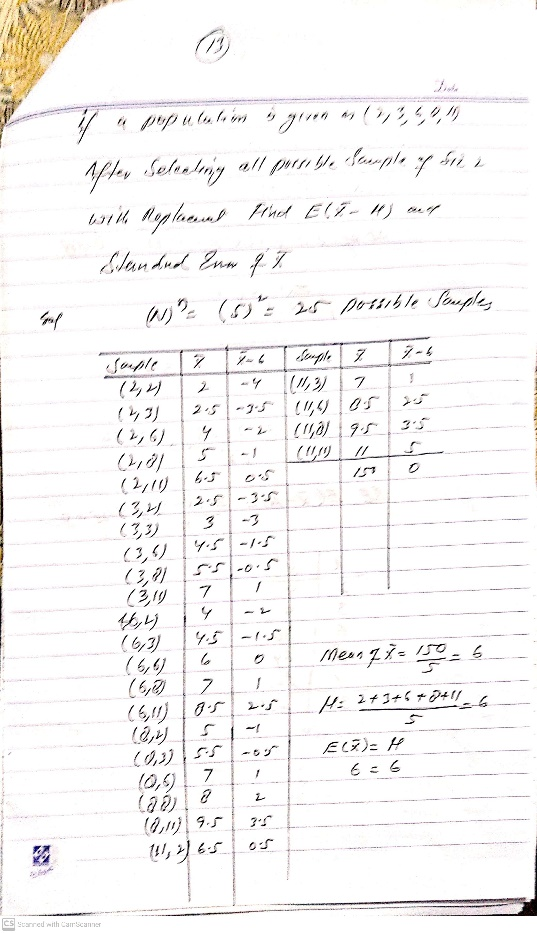 (13)
Date
If a population is given as (2,3,6,8,11)
After Selecting all possible Sample of Size 2
with Replacement Find E(x̄ - μ) and
Standard Error of x̄.
Sol (N)ⁿ = (5)² = 25 possible Samples
Sample x̄ x̄-6 Sample x̄ x̄-6
(2,2) 2 -4 (11,3) 7 1
(2,3) 2.5 -3.5 (11,6) 8.5 2.5
(2,6) 4 -2 (11,8) 9.5 3.5
(2,8) 5 -1 (11,11) 11 5
(2,11) 6.5 0.5 150 0
(3,2) 2.5 -3.5
(3,3) 3 -3
(3,6) 4.5 -1.5
(3,8) 5.5 -0.5
(3,11) 7 1
(6,2) 4 -2
(6,3) 4.5 -1.5
(6,6) 6 0
(6,8) 7 1
(6,11) 8.5 2.5
(8,2) 5 -1
(8,3) 5.5 -0.5
(8,6) 7 1
(8 8) 8 2
(8,11) 9.5 3.5
(11,2) 6.5 0.5
Mean of x̄ = 150/5 = 6
μ = 2+3+6+8+11/5 = 6
E(x̄) = μ
6 = 6
CS Scanned with CamScanner